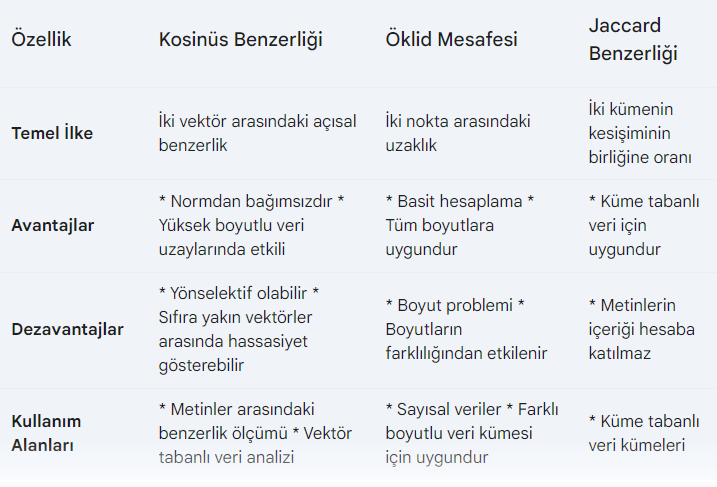 Özellik
Kosinüs Benzerliği
Öklid Mesafesi
Jaccard
Benzerliği
Temel İlke
İki vektör arasındaki açısal
benzerlik
İki nokta arasındaki
uzaklık
İki kümenin
kesişiminin
birliğine oranı
Avantajlar
* Normdan bağımsızdır *
Yüksek boyutlu veri
uzaylarında etkili
* Basit hesaplama *
Tüm boyutlara
uygundur
* Küme tabanlı
veri için
uygundur
Dezavantajlar
* Yönselektif olabilir *
Sıfıra yakın vektörler
arasında hassasiyet
gösterebilir
* Boyut problemi *
Boyutların
farklılığından etkilenir
* Metinlerin
içeriği hesaba
katılmaz
Kullanım
Alanları
* Metinler arasındaki
benzerlik ölçümü * Vektör
tabanlı veri analizi
* Sayısal veriler * Farklı
boyutlu veri kümesi
için uygundur
* Küme tabanlı
veri kümeleri